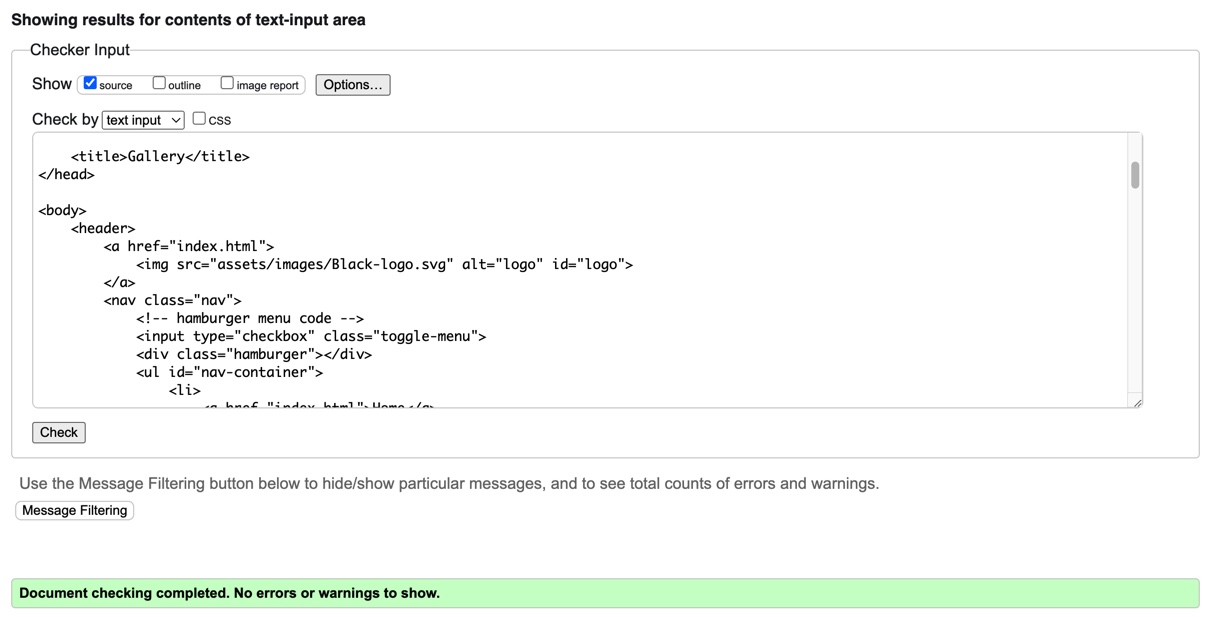 Showing results for contents of text-input area
Checker Input
Show source outline image report Options...
Check by text input css
<title>Gallery</title>
</head>
<body>
<header>
<a href="index.html">
<img src="assets/images/Black-logo.svg" alt="logo" id="logo">
</a>
<nav class="nav">
<!-- hamburger menu code -->
<input type="checkbox" class="toggle-menu">
<div class="hamburger"></div>
<ul id="nav-container">
<li>
<a href="index.html">Home</a>
Check
Use the Message Filtering button below to hide/show particular messages, and to see total counts of errors and warnings.
Message Filtering
Document checking completed. No errors or warnings to show.